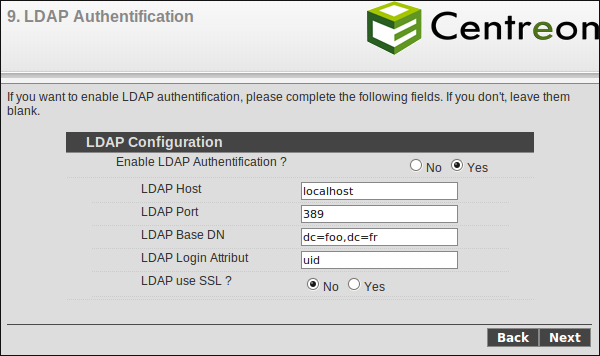 9. LDAP Authentification
Centreon
If you want to enable LDAP authentification, please complete the following fields. If you don't, leave them
blank.
LDAP Configuration
Enable LDAP Authentification ? No Yes
LDAP Host localhost
LDAP Port 389
LDAP Base DN dc=foo,dc=fr
LDAP Login Attribut uid
LDAP use SSL ? No Yes
Back Next